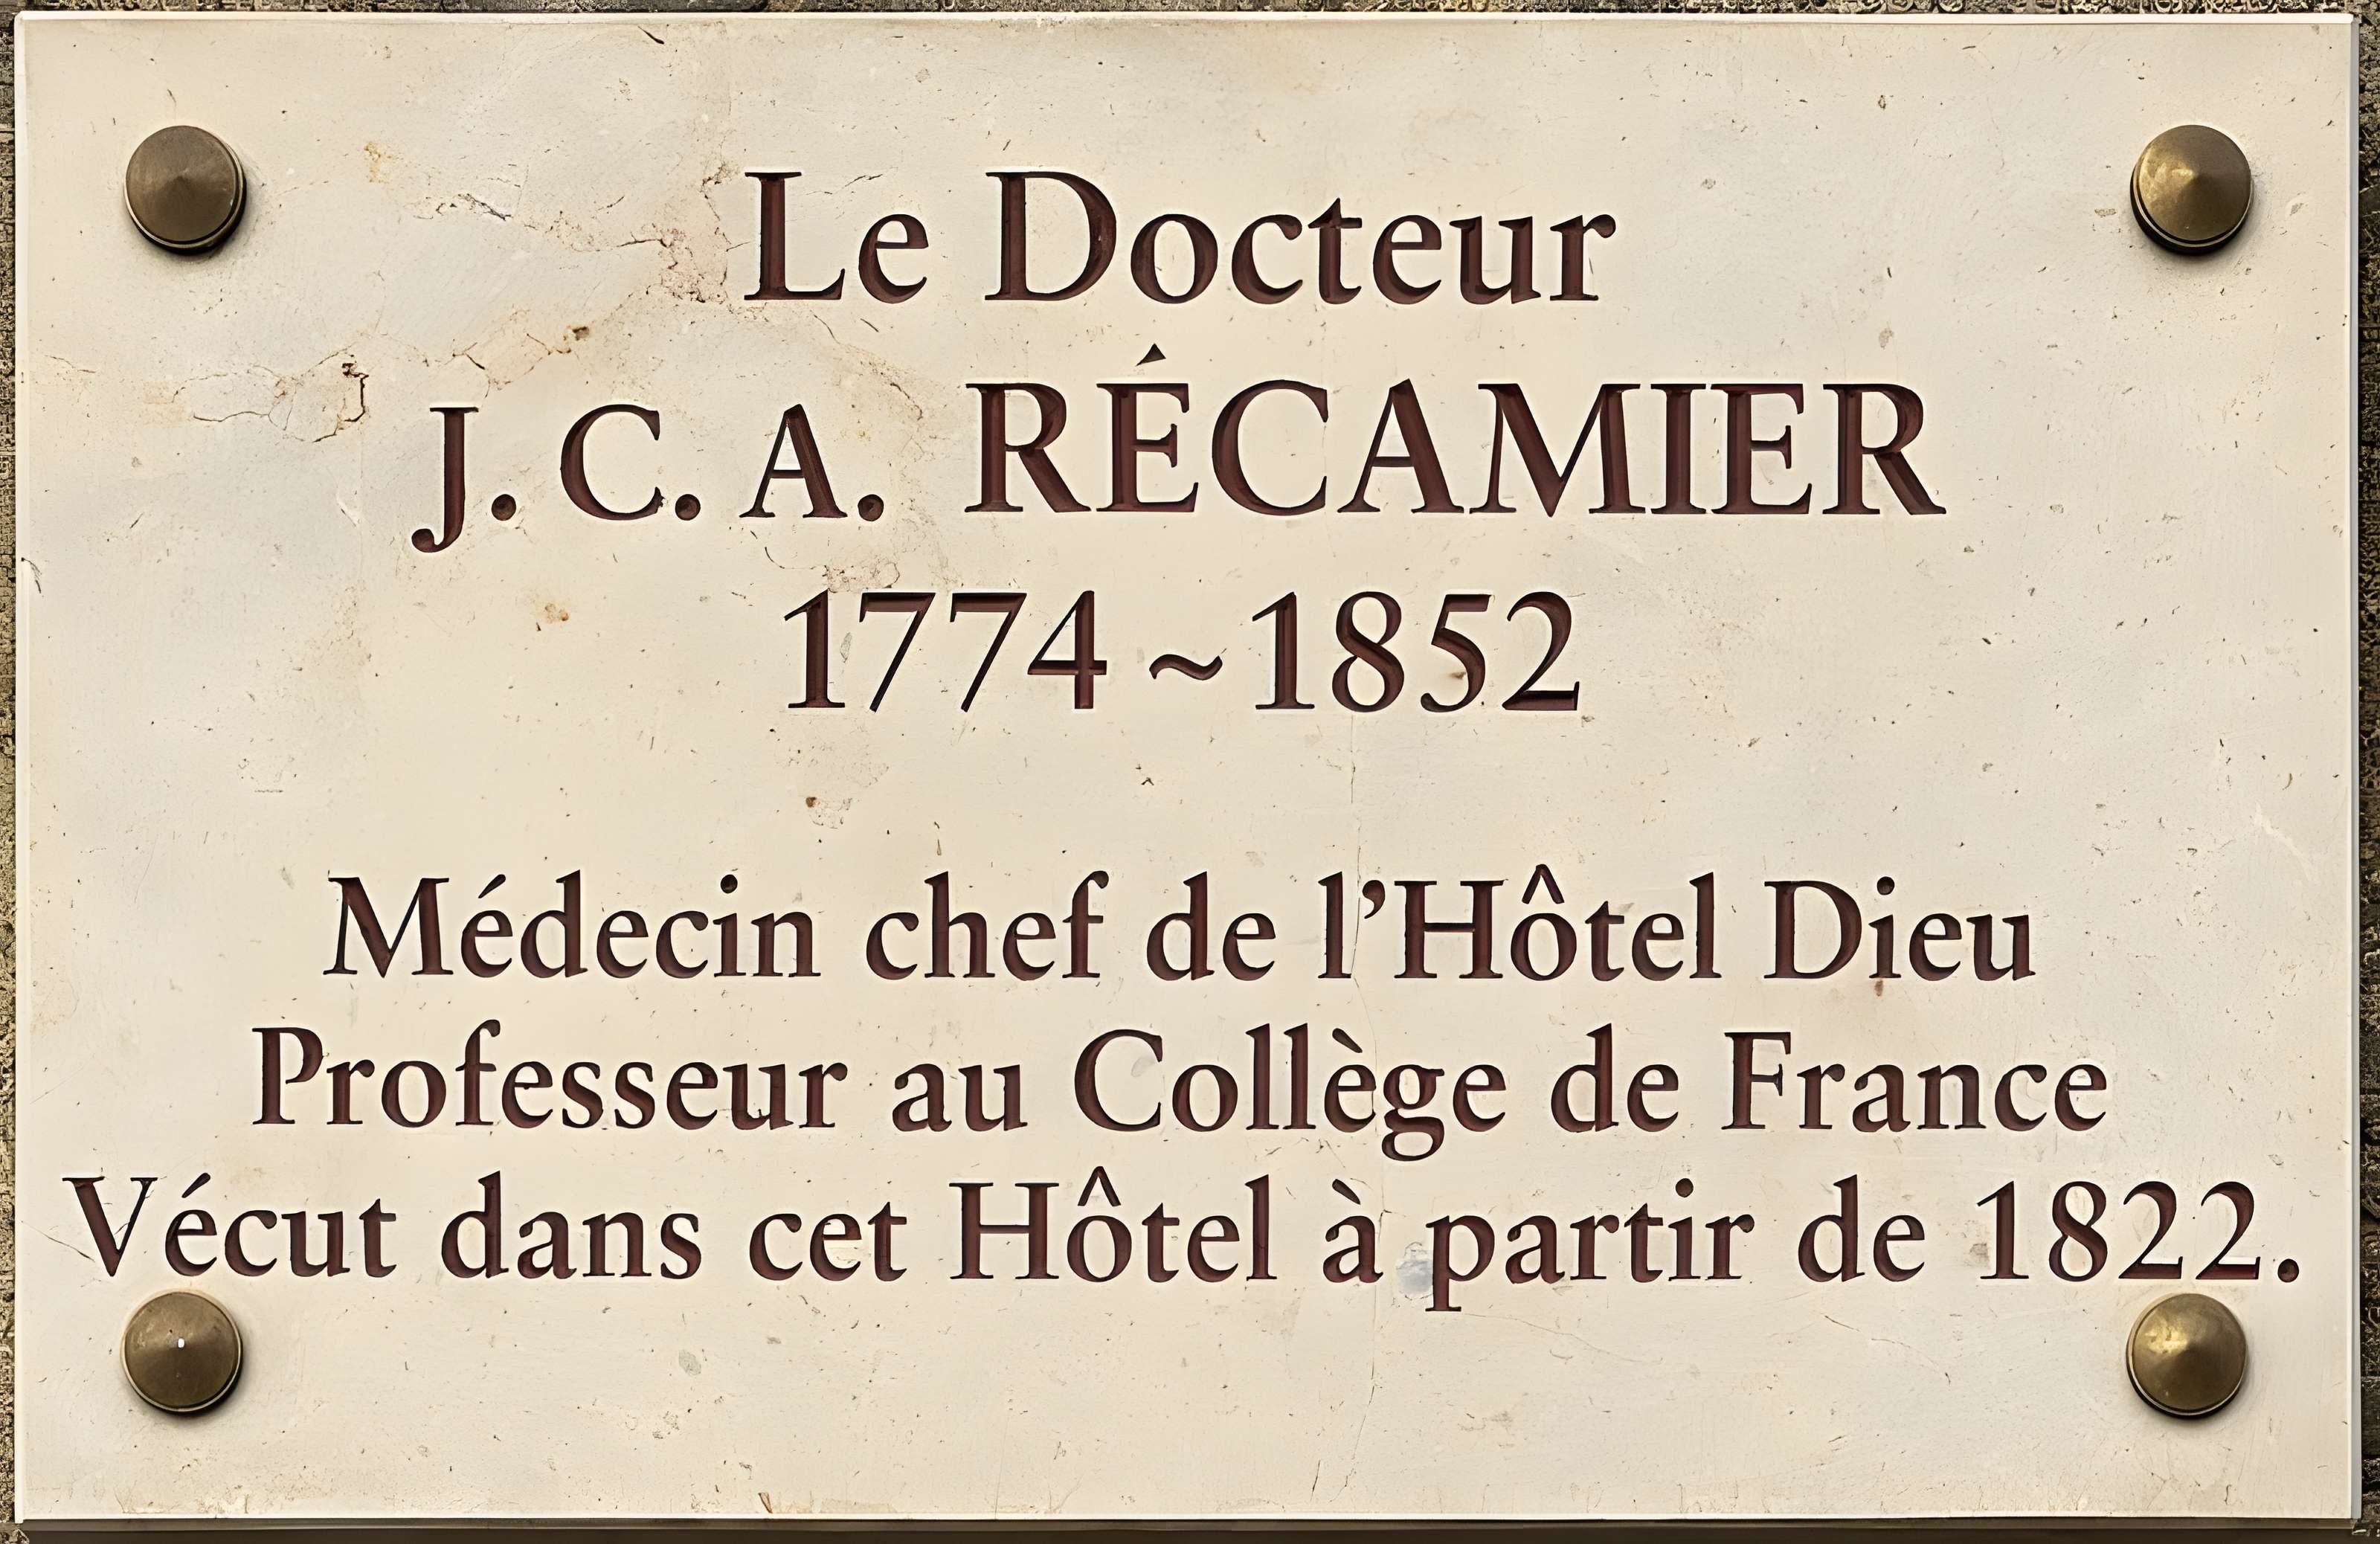 Le Docteur
J. C. A. RÉCAMIER
1774 ~ 1852
Médecin chef de l'Hôtel Dieu
Professeur au Collège de France
Vécut dans cet Hôtel à partir de 1822.